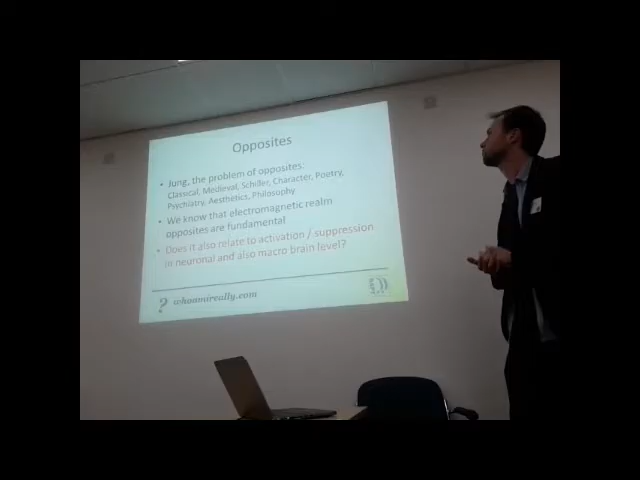 Opposites
• Jung, the problem of opposites:
Classical, Medieval, Schiller, Character, Poetry,
Psychiatry, Aesthetics, Philosophy
• We know that electromagnetic realm
opposites are fundamental
• Does it also relate to activation / suppression
in neuronal and also macro brain level?
? whoamireally.com